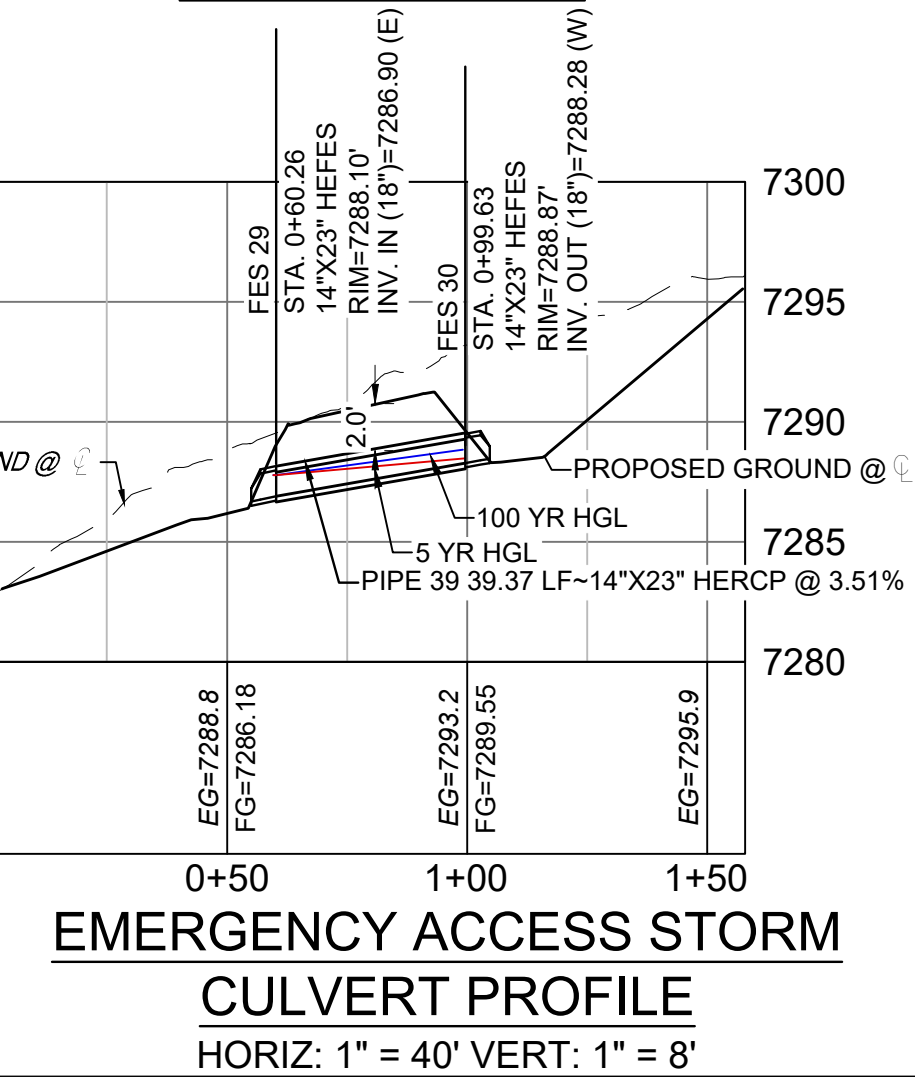 FES 29
STA. 0+60.26
14"X23" HEFES
RIM=7288.10'
INV. IN (18")=7286.90 (E)
FES 30
STA. 0+99.63
14"X23" HEFES
RIM=7288.87'
INV. OUT (18")=7288.28 (W)
7300
7295
7290
7285
7280
2.0'
ND @ ℄
PROPOSED GROUND @ ℄
100 YR HGL
5 YR HGL
PIPE 39 39.37 LF~14"X23" HERCP @ 3.51%
EG=7288.8
FG=7286.18
EG=7293.2
FG=7289.55
EG=7295.9
0+50
1+00
1+50
EMERGENCY ACCESS STORM
CULVERT PROFILE
HORIZ: 1" = 40' VERT: 1" = 8'